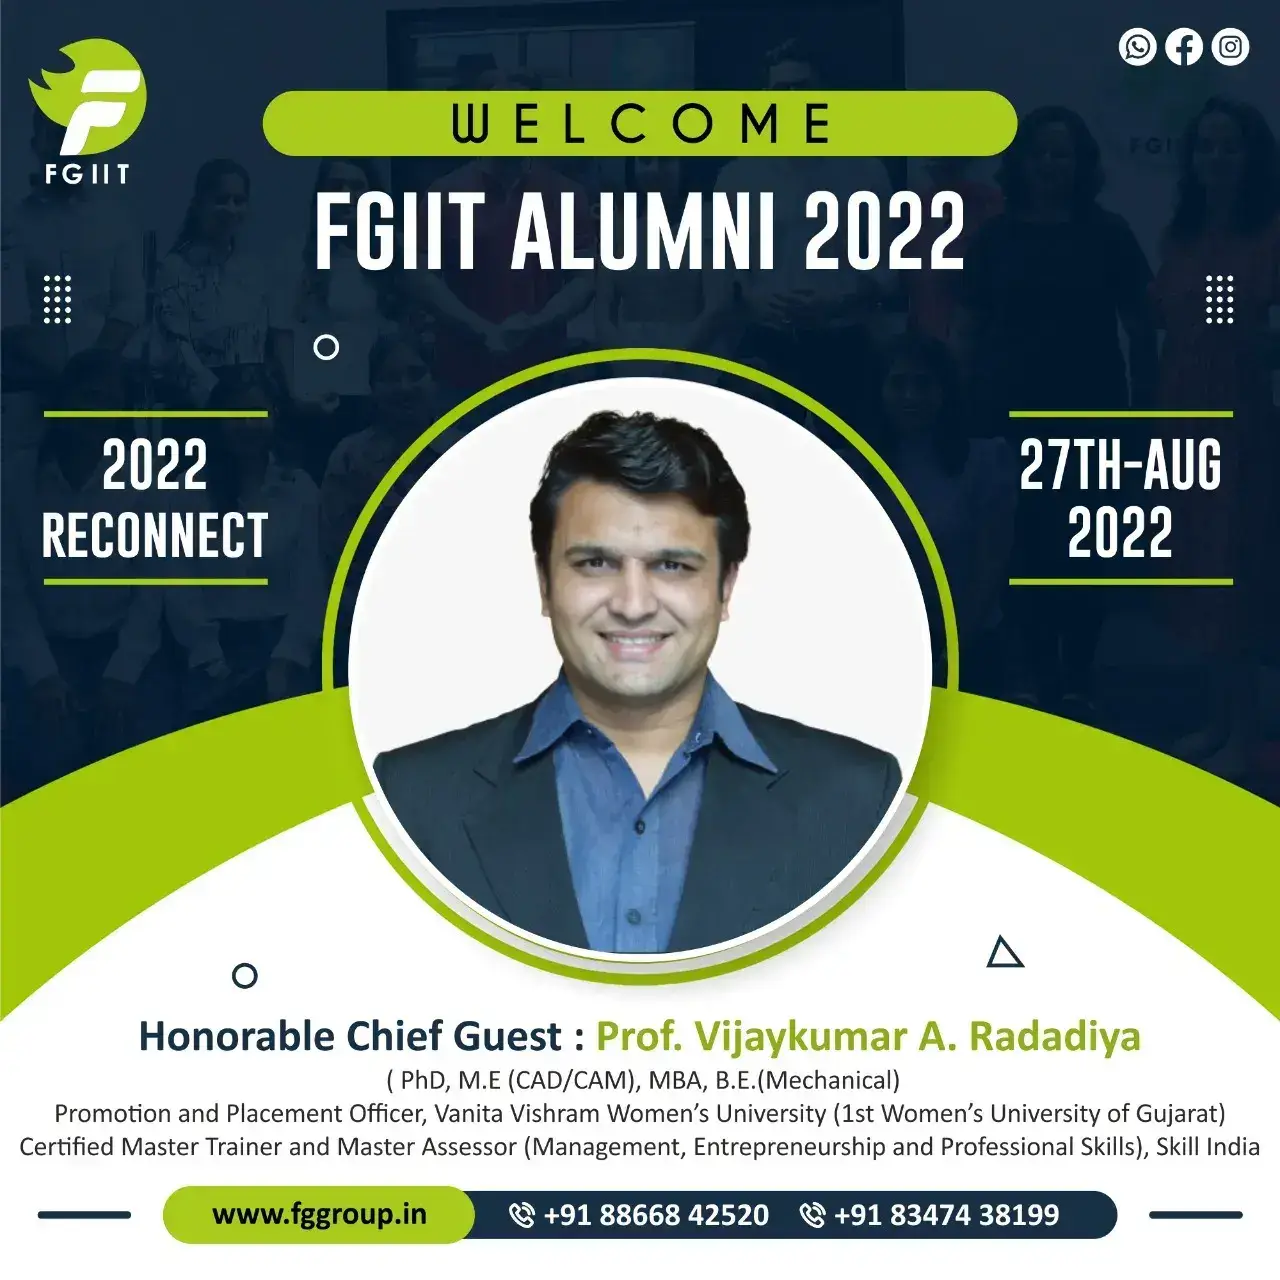 WELCOME
FGIIT
FGIIT ALUMNI 2022
2022
RECONNECT
27TH-AUG
2022
Honorable Chief Guest : Prof. Vijaykumar A. Radadiya
( PhD, M.E (CAD/CAM), MBA, B.E.(Mechanical)
Promotion and Placement Officer, Vanita Vishram Women’s University (1st Women’s University of Gujarat)
Certified Master Trainer and Master Assessor (Management, Entrepreneurship and Professional Skills), Skill India
www.fggroup.in +91 88668 42520 +91 83474 38199